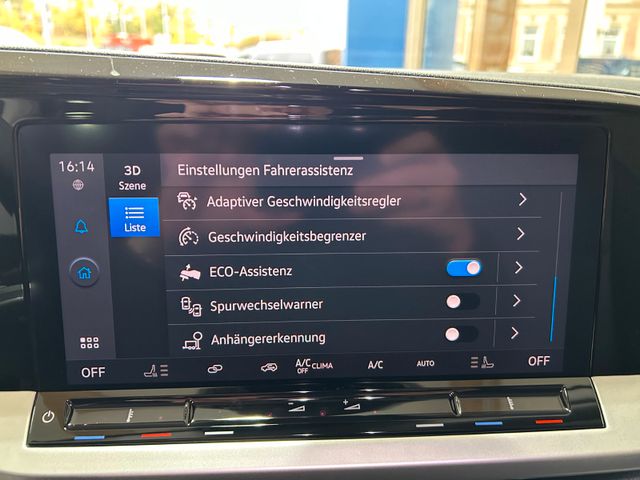 16:14
3D
Szene
Liste
Einstellungen Fahrerassistenz
Adaptiver Geschwindigkeitsregler
Geschwindigkeitsbegrenzer
ECO-Assistenz
Spurwechselwarner
Anhängererkennung
OFF
A/C
OFF CLIMA
A/C
AUTO
OFF
− +